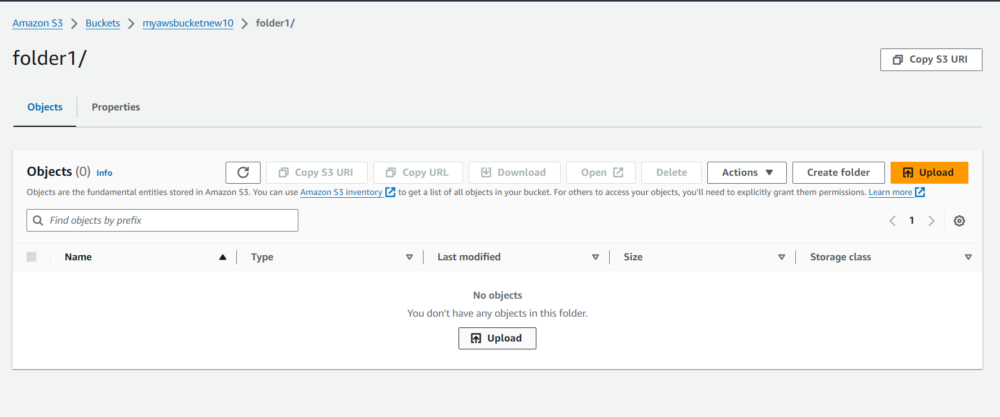 Amazon S3 > Buckets > myawsbucketnew10 > folder1/
folder1/
Copy S3 URI
Objects Properties
Objects (0) Info Copy S3 URI Copy URL Download Open Delete Actions Create folder Upload
Objects are the fundamental entities stored in Amazon S3. You can use Amazon S3 inventory to get a list of all objects in your bucket. For others to access your objects, you’ll need to explicitly grant them permissions. Learn more
Find objects by prefix
1
Name Type Last modified Size Storage class
No objects
You don't have any objects in this folder.
Upload